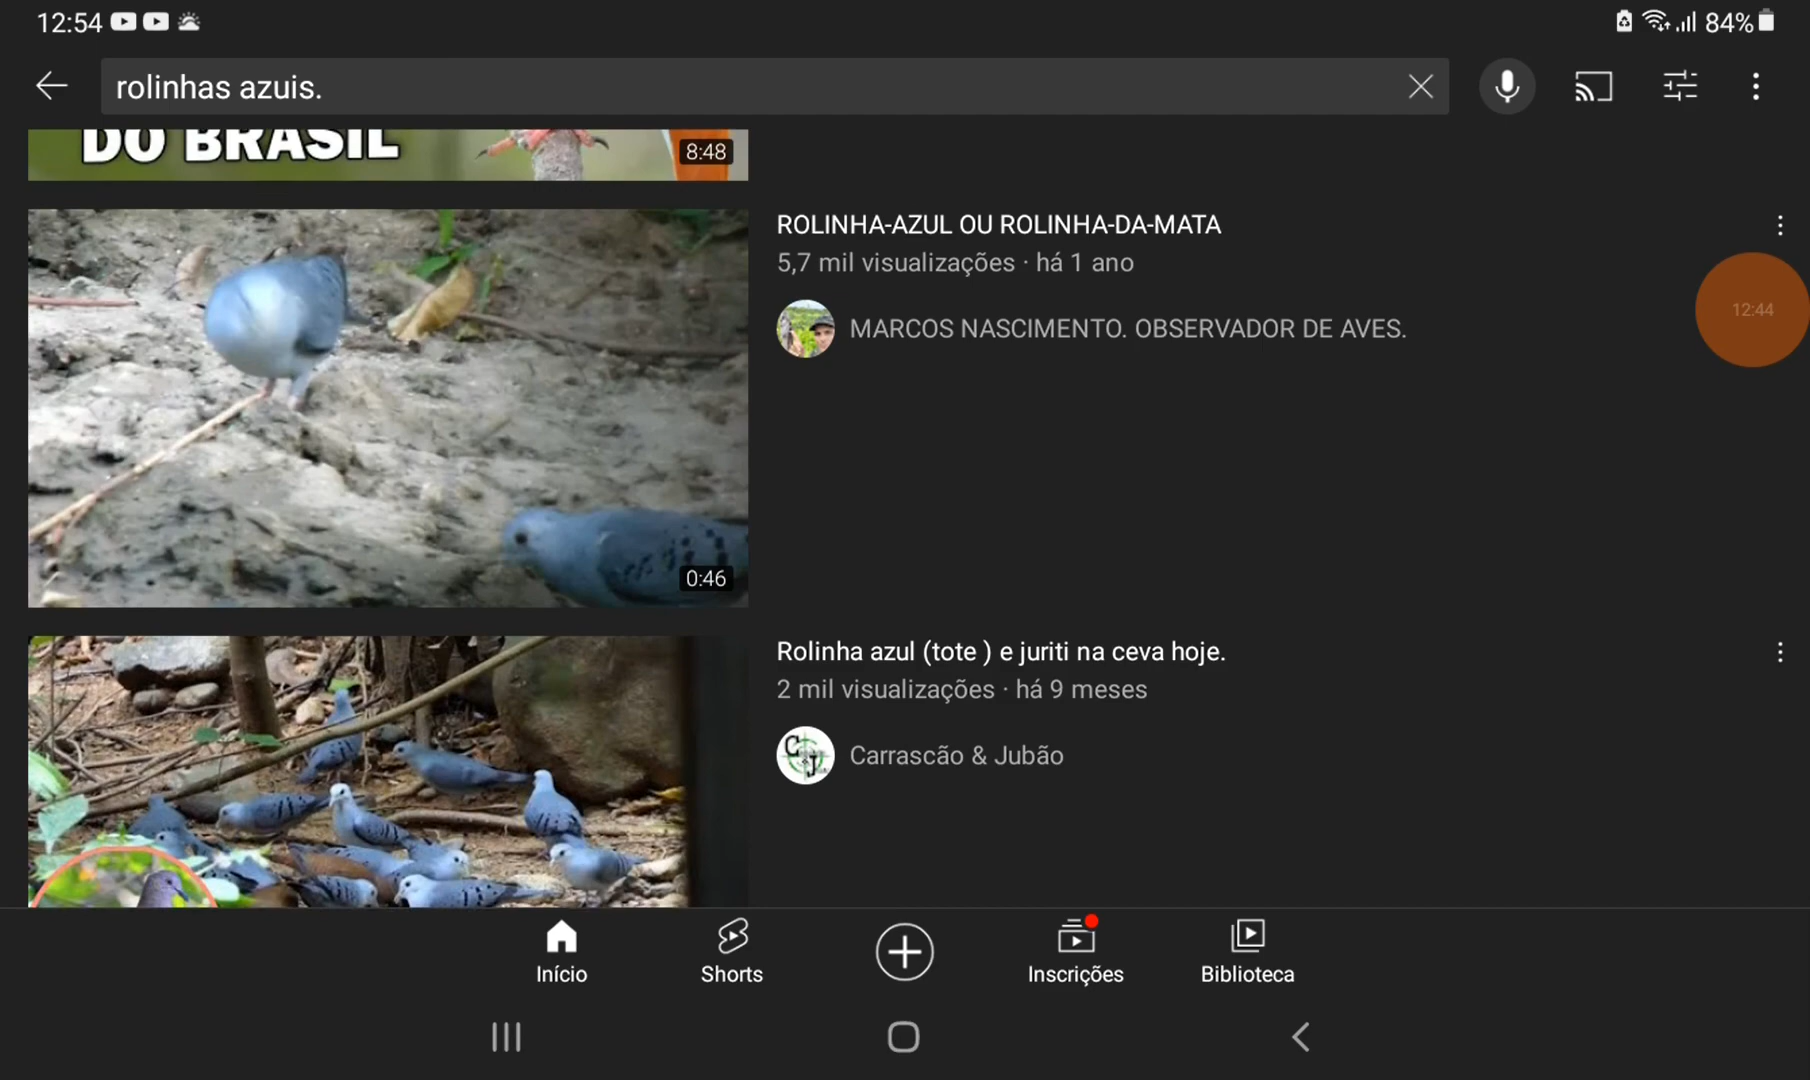 12:54
84%
rolinhas azuis.
DO BRASIL
8:48
ROLINHA-AZUL OU ROLINHA-DA-MATA
5,7 mil visualizações · há 1 ano
12:44
MARCOS NASCIMENTO. OBSERVADOR DE AVES.
0:46
Rolinha azul (tote ) e juriti na ceva hoje.
2 mil visualizações · há 9 meses
Carrascão & Jubão
Início
Shorts
Inscrições
Biblioteca